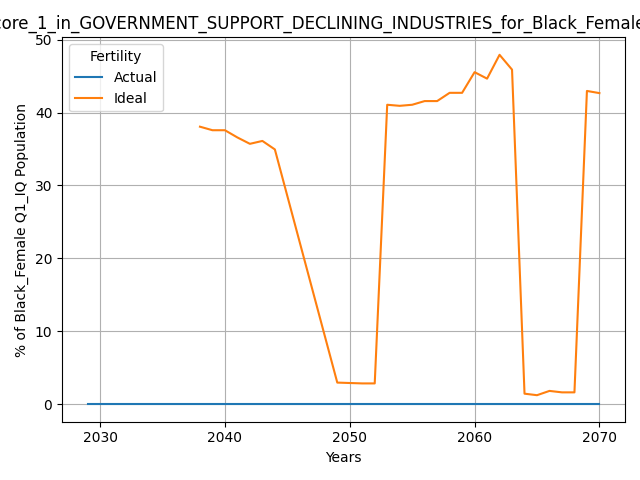 core_1_in_GOVERNMENT_SUPPORT_DECLINING_INDUSTRIES_for_Black_Female
Fertility
Actual
Ideal
% of Black_Female Q1_IQ Population
50
40
30
20
10
0
2030 2040 2050 2060 2070
Years